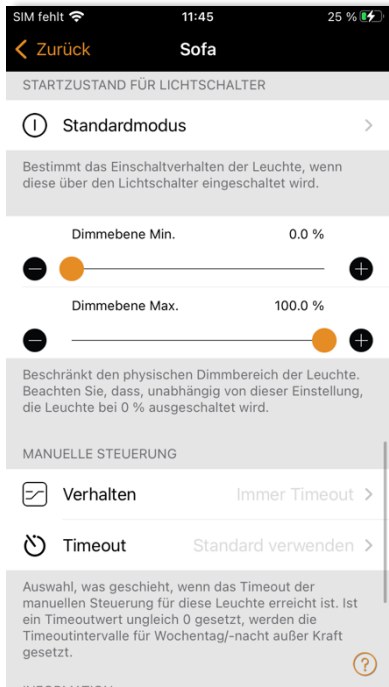 SIM fehlt 11:45 25 %
Zurück Sofa
STARTZUSTAND FÜR LICHTSCHALTER
Standardmodus
Bestimmt das Einschaltverhalten der Leuchte, wenn
diese über den Lichtschalter eingeschaltet wird.
Dimmebene Min. 0.0 %
Dimmebene Max. 100.0 %
Beschränkt den physischen Dimmbereich der Leuchte.
Beachten Sie, dass, unabhängig von dieser Einstellung,
die Leuchte bei 0 % ausgeschaltet wird.
MANUELLE STEUERUNG
Verhalten Immer Timeout
Timeout Standard verwenden
Auswahl, was geschieht, wenn das Timeout der
manuellen Steuerung für diese Leuchte erreicht ist. Ist
ein Timeoutwert ungleich 0 gesetzt, werden die
Timeoutintervalle für Wochentag/-nacht außer Kraft
gesetzt.
INFORMATION